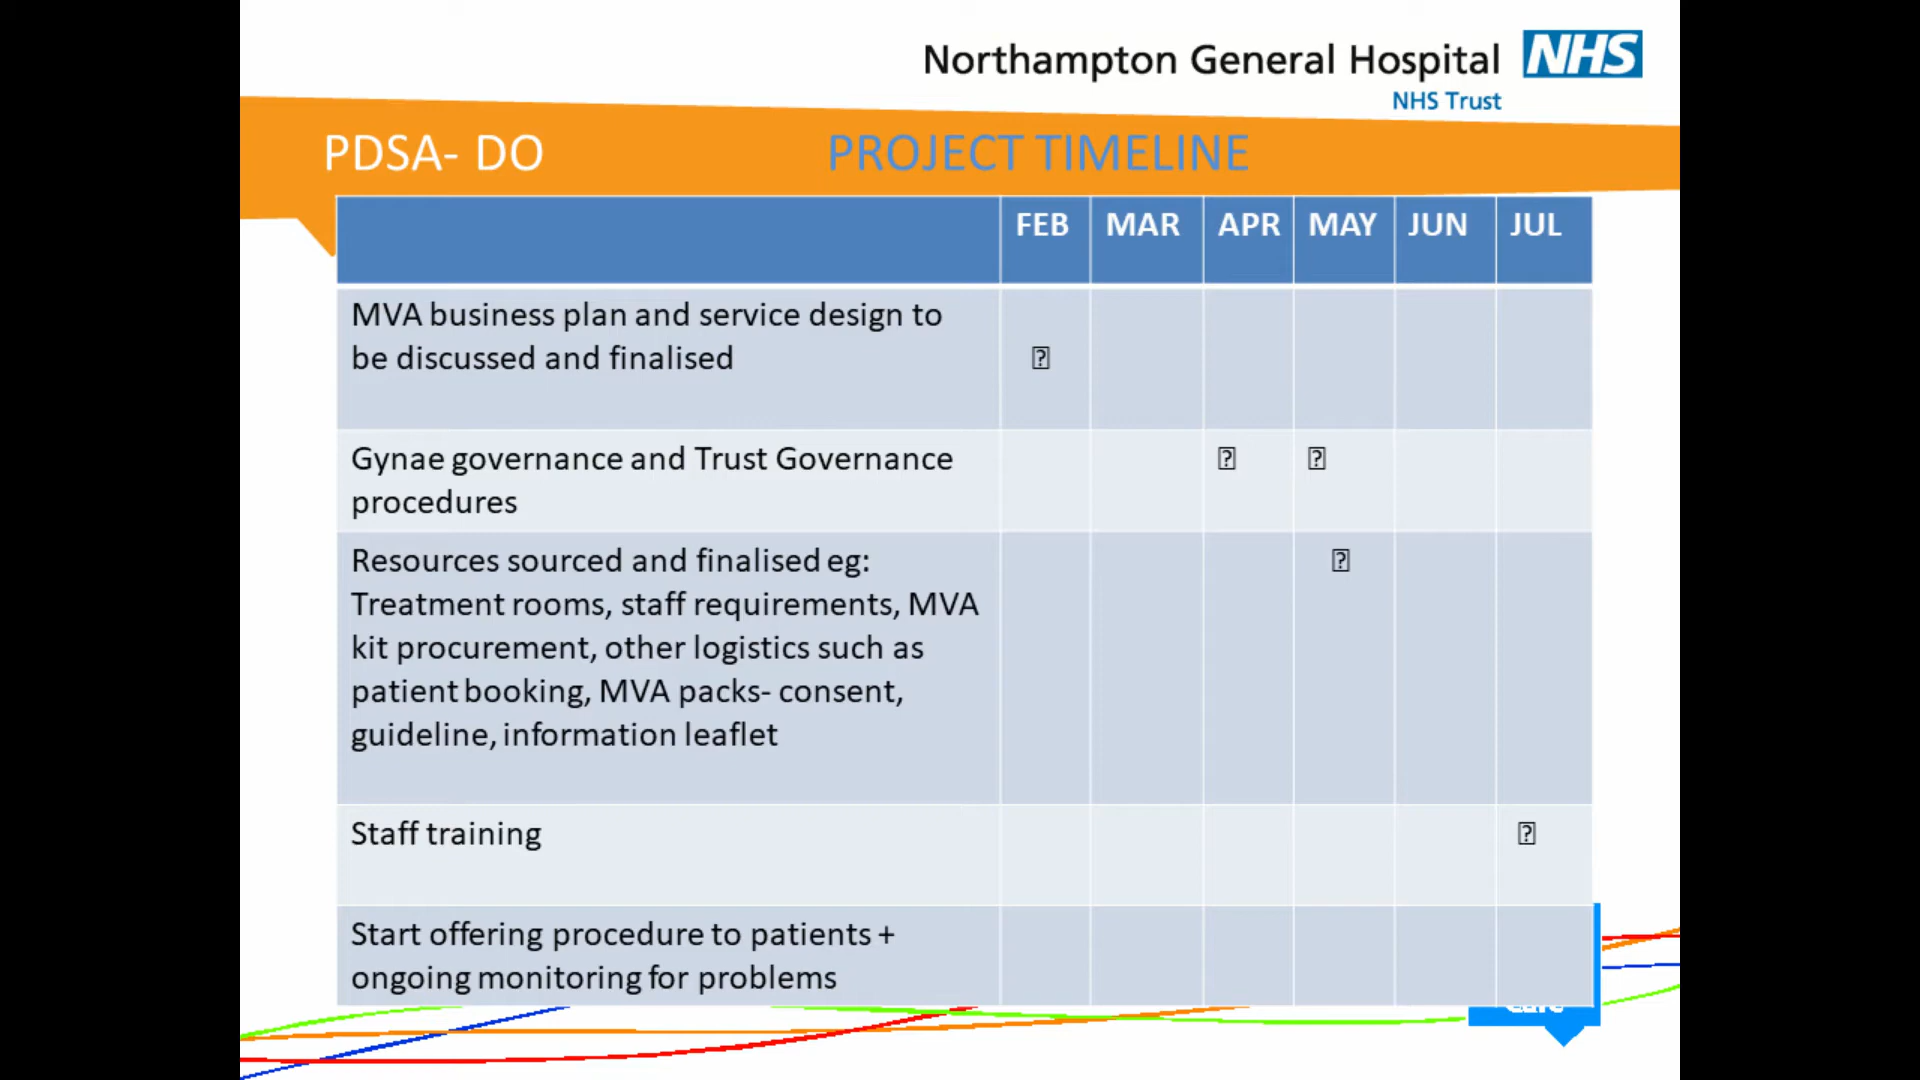 Northampton General Hospital NHS
NHS Trust
PDSA- DO PROJECT TIMELINE
FEB MAR APR MAY JUN JUL
MVA business plan and service design to
be discussed and finalised
Gynae governance and Trust Governance
procedures
Resources sourced and finalised eg:
Treatment rooms, staff requirements, MVA
kit procurement, other logistics such as
patient booking, MVA packs- consent,
guideline, information leaflet
Staff training
Start offering procedure to patients +
ongoing monitoring for problems